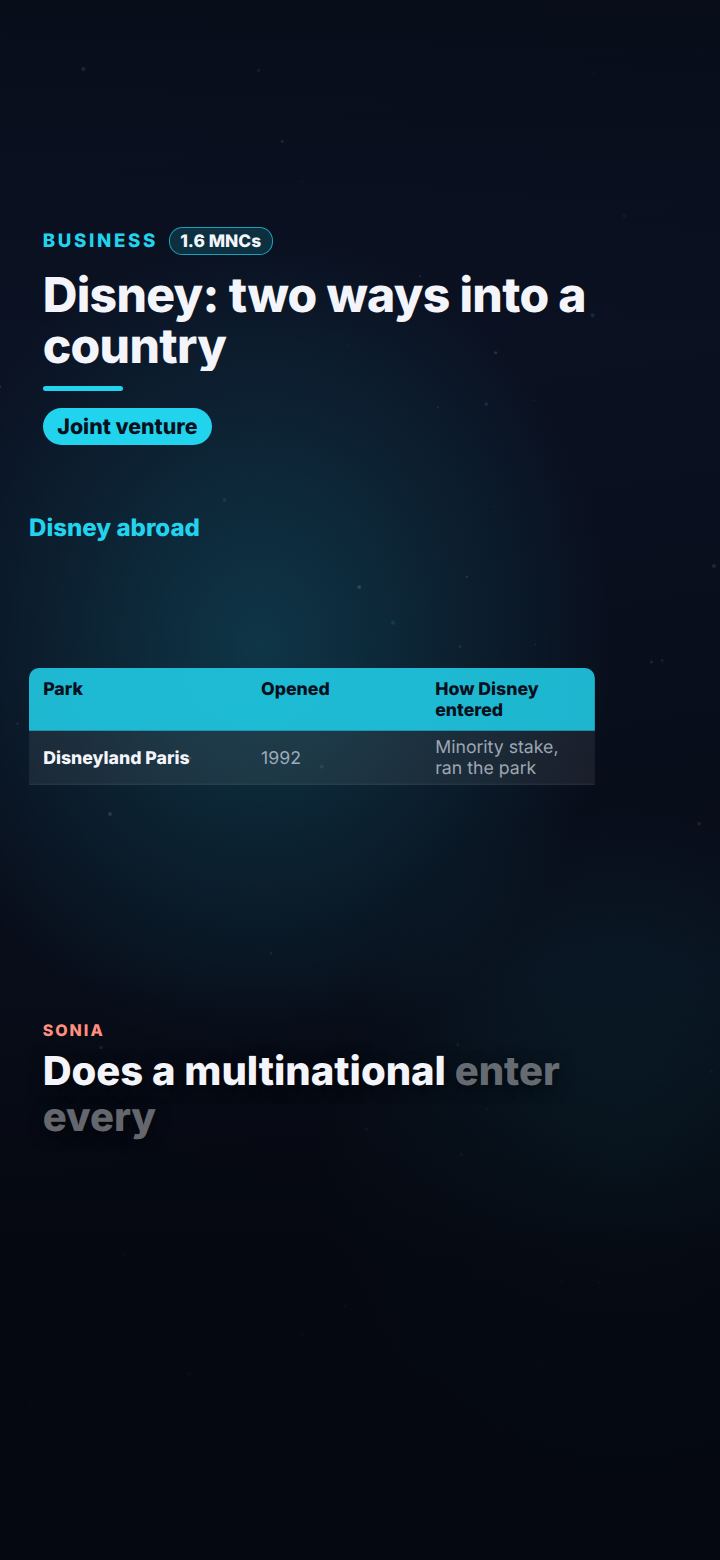 BUSINESS 1.6 MNCs
Disney: two ways into a
country
Joint venture
Disney abroad
Park Opened How Disney
entered
Disneyland Paris 1992 Minority stake,
ran the park
SONIA
Does a multinational enter
every